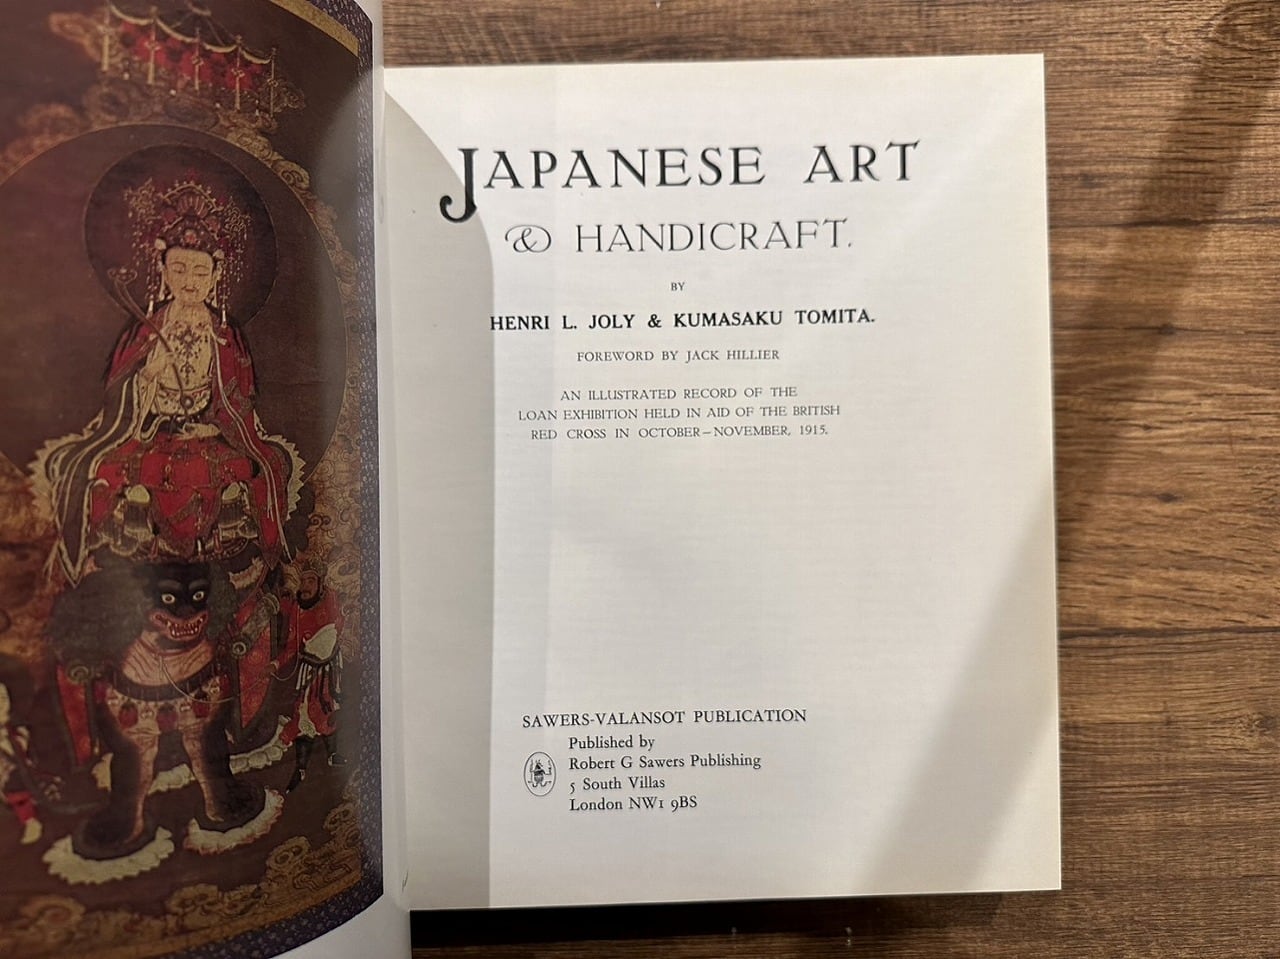 JAPANESE ART
& HANDICRAFT.
BY
HENRI L. JOLY & KUMASAKU TOMITA.
FOREWORD BY JACK HILLIER
AN ILLUSTRATED RECORD OF THE
LOAN EXHIBITION HELD IN AID OF THE BRITISH
RED CROSS IN OCTOBER—NOVEMBER, 1915.
SAWERS-VALANSOT PUBLICATION
Published by
Robert G Sawers Publishing
5 South Villas
London NW1 9BS